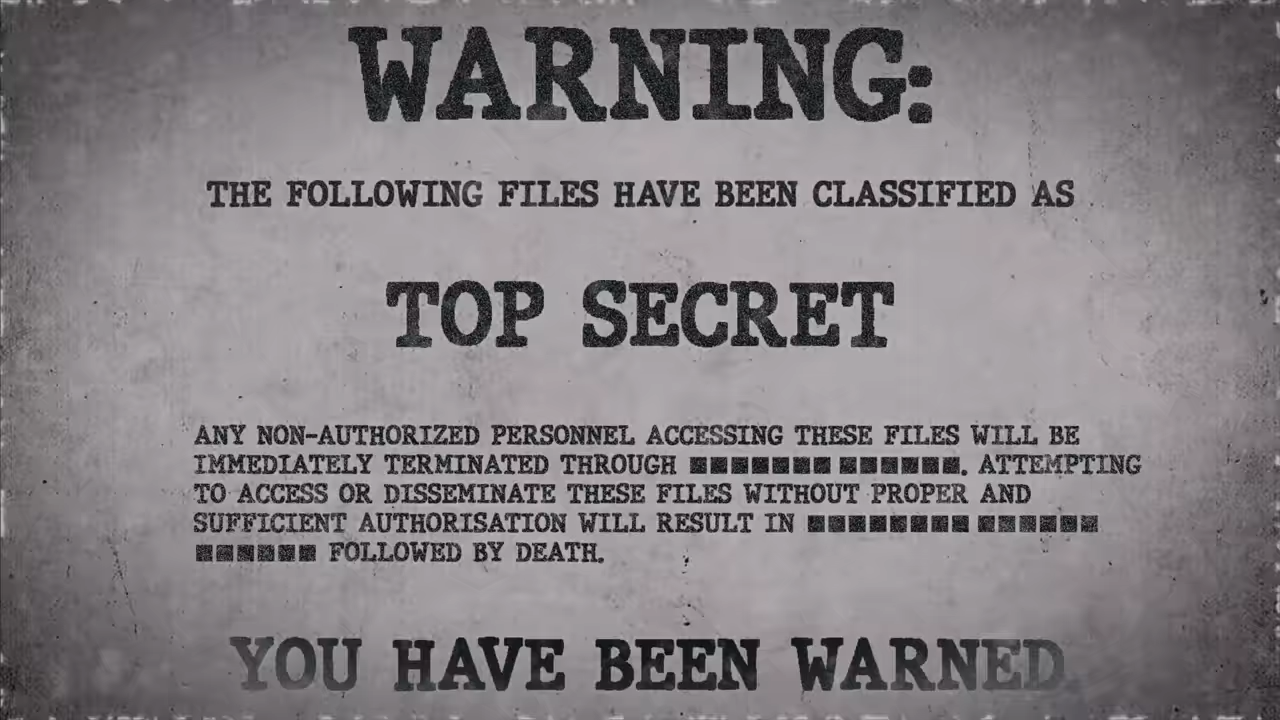 WARNING:
THE FOLLOWING FILES HAVE BEEN CLASSIFIED AS
TOP SECRET
ANY NON-AUTHORIZED PERSONNEL ACCESSING THESE FILES WILL BE
IMMEDIATELY TERMINATED THROUGH ■■■■■■■ ■■■■■■. ATTEMPTING
TO ACCESS OR DISSEMINATE THESE FILES WITHOUT PROPER AND
SUFFICIENT AUTHORISATION WILL RESULT IN ■■■■■■■■ ■■■■■■
■■■■■■ FOLLOWED BY DEATH.
YOU HAVE BEEN WARNED.